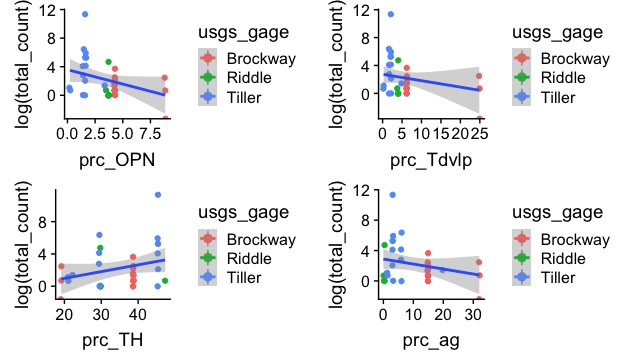 12
8
4
0
log(total_count)
0.0 2.5 5.0 7.5
prc_OPN
usgs_gage
Brockway
Riddle
Tiller
12
8
4
0
log(total_count)
0 5 10 15 20 25
prc_Tdvlp
usgs_gage
Brockway
Riddle
Tiller
8
4
0
log(total_count)
20 30 40
prc_TH
usgs_gage
Brockway
Riddle
Tiller
12
8
4
0
log(total_count)
0 10 20 30
prc_ag
usgs_gage
Brockway
Riddle
Tiller